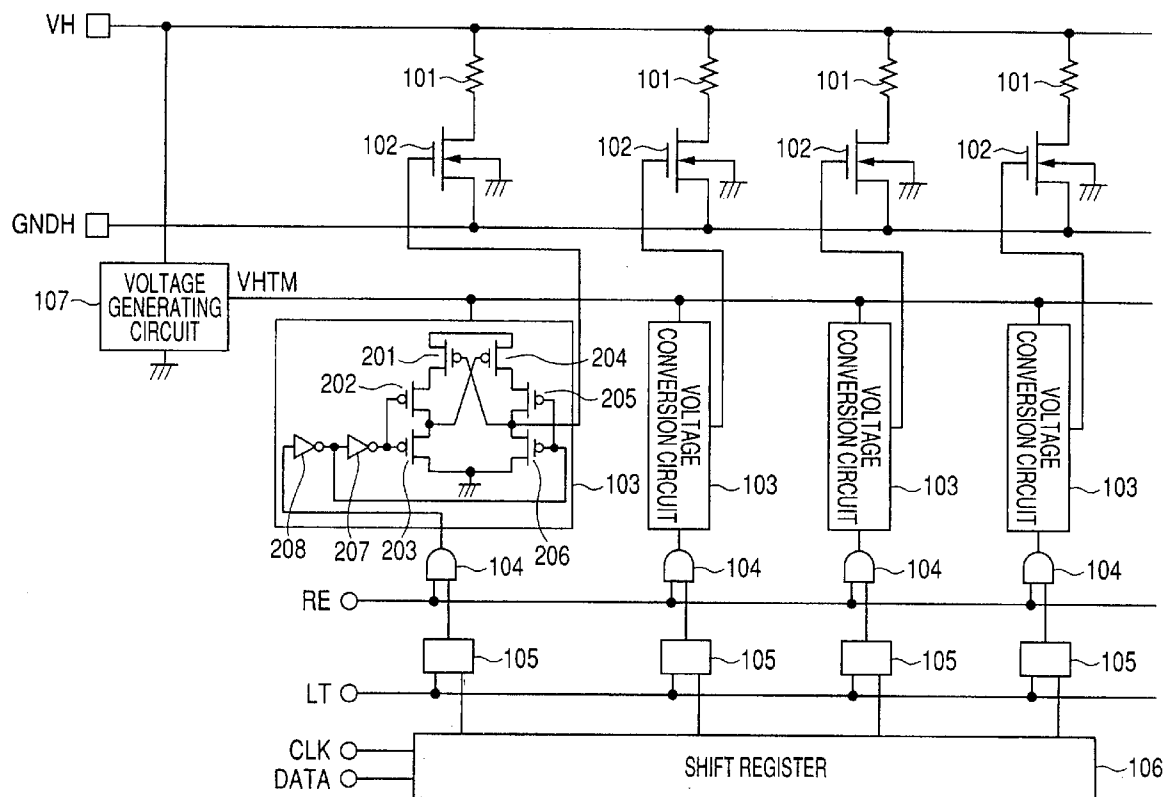 VH
101
101
101
101
102
102
102
102
GNDH
107
VOLTAGE
GENERATING
CIRCUIT
VHTM
201
204
202
205
208
207
203
206
103
VOLTAGE
CONVERSION CIRCUIT
103
VOLTAGE
CONVERSION CIRCUIT
103
VOLTAGE
CONVERSION CIRCUIT
103
104
104
104
104
RE
105
105
105
105
LT
CLK
DATA
SHIFT REGISTER
106